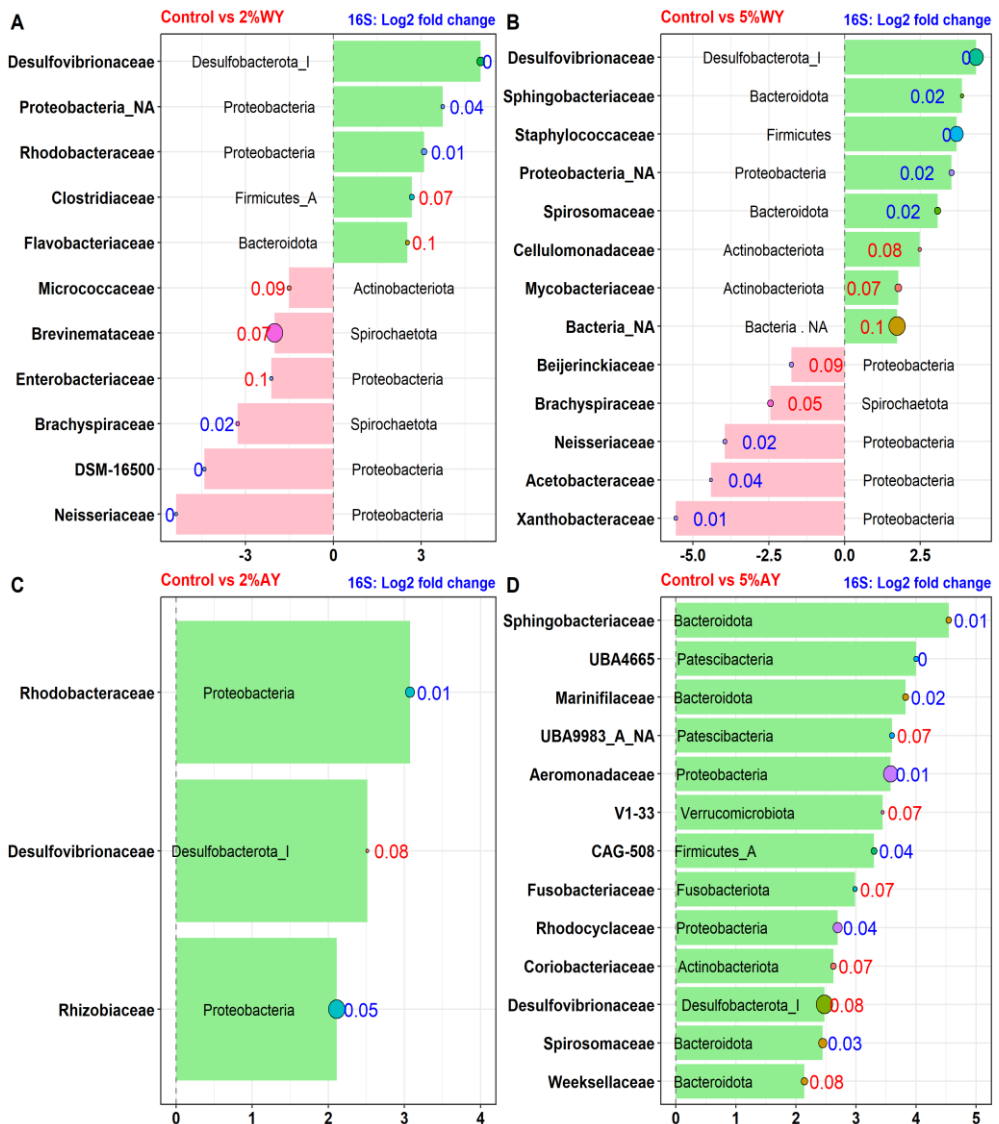 A
Control vs 2%WY
16S: Log2 fold change
Desulfovibrionaceae Desulfobacterota_I 0
Proteobacteria_NA Proteobacteria 0.04
Rhodobacteraceae Proteobacteria 0.01
Clostridiaceae Firmicutes_A 0.07
Flavobacteriaceae Bacteroidota 0.1
Micrococcaceae 0.09 Actinobacteriota
Brevinemataceae 0.07 Spirochaetota
Enterobacteriaceae 0.1 Proteobacteria
Brachyspiraceae 0.02 Spirochaetota
DSM-16500 0 Proteobacteria
Neisseriaceae 0 Proteobacteria
-3 0 3
B
Control vs 5%WY
16S: Log2 fold change
Desulfovibrionaceae Desulfobacterota_I 0
Sphingobacteriaceae Bacteroidota 0.02
Staphylococcaceae Firmicutes 0
Proteobacteria_NA Proteobacteria 0.02
Spirosomaceae Bacteroidota 0.02
Cellulomonadaceae Actinobacteriota 0.08
Mycobacteriaceae Actinobacteriota 0.07
Bacteria_NA Bacteria . NA 0.1
Beijerinckiaceae 0.09 Proteobacteria
Brachyspiraceae 0.05 Spirochaetota
Neisseriaceae 0.02 Proteobacteria
Acetobacteraceae 0.04 Proteobacteria
Xanthobacteraceae 0.01 Proteobacteria
-5.0 -2.5 0.0 2.5
C
Control vs 2%AY
16S: Log2 fold change
Rhodobacteraceae Proteobacteria 0.01
Desulfovibrionaceae Desulfobacterota_I 0.08
Rhizobiaceae Proteobacteria 0.05
0 1 2 3 4
D
Control vs 5%AY
16S: Log2 fold change
Sphingobacteriaceae Bacteroidota 0.01
UBA4665 Patescibacteria 0
Marinifilaceae Bacteroidota 0.02
UBA9983_A_NA Patescibacteria 0.07
Aeromonadaceae Proteobacteria 0.01
V1-33 Verrucomicrobiota 0.07
CAG-508 Firmicutes_A 0.04
Fusobacteriaceae Fusobacteriota 0.07
Rhodocyclaceae Proteobacteria 0.04
Coriobacteriaceae Actinobacteriota 0.07
Desulfovibrionaceae Desulfobacterota_I 0.08
Spirosomaceae Bacteroidota 0.03
Weeksellaceae Bacteroidota 0.08
0 1 2 3 4 5